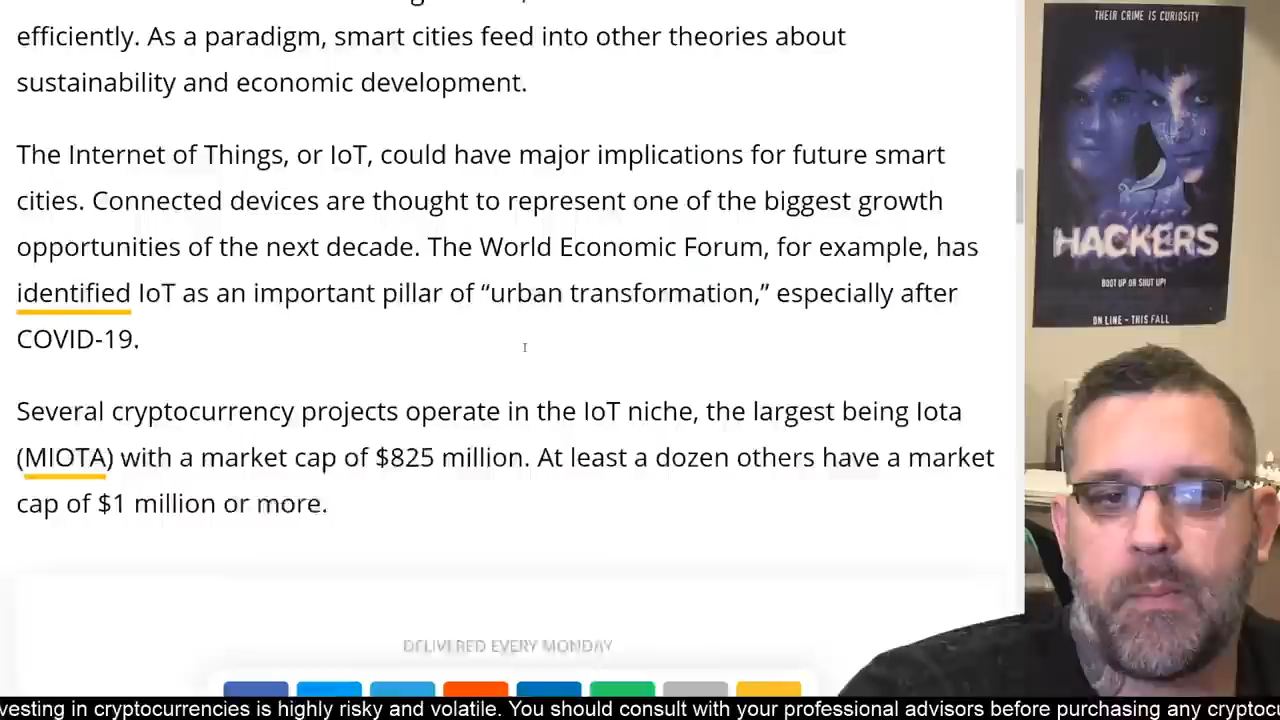 efficiently. As a paradigm, smart cities feed into other theories about
sustainability and economic development.
The Internet of Things, or IoT, could have major implications for future smart
cities. Connected devices are thought to represent one of the biggest growth
opportunities of the next decade. The World Economic Forum, for example, has
identified IoT as an important pillar of “urban transformation,” especially after
COVID-19.
Several cryptocurrency projects operate in the IoT niche, the largest being Iota
(MIOTA) with a market cap of $825 million. At least a dozen others have a market
cap of $1 million or more.
DELIVERED EVERY MONDAY
THEIR CRIME IS CURIOSITY
HACKERS
BOOT UP OR SHUT UP!
ON LINE - THIS FALL
vesting in cryptocurrencies is highly risky and volatile. You should consult with your professional advisors before purchasing any cryptoc